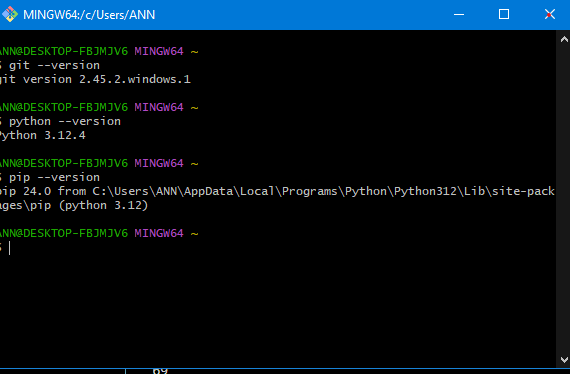 MINGW64:/c/Users/ANN
ANN@DESKTOP-FBJMJV6 MINGW64 ~
$ git --version
git version 2.45.2.windows.1
ANN@DESKTOP-FBJMJV6 MINGW64 ~
$ python --version
Python 3.12.4
ANN@DESKTOP-FBJMJV6 MINGW64 ~
$ pip --version
pip 24.0 from C:\Users\ANN\AppData\Local\Programs\Python\Python312\Lib\site-pack
ages\pip (python 3.12)
ANN@DESKTOP-FBJMJV6 MINGW64 ~
$